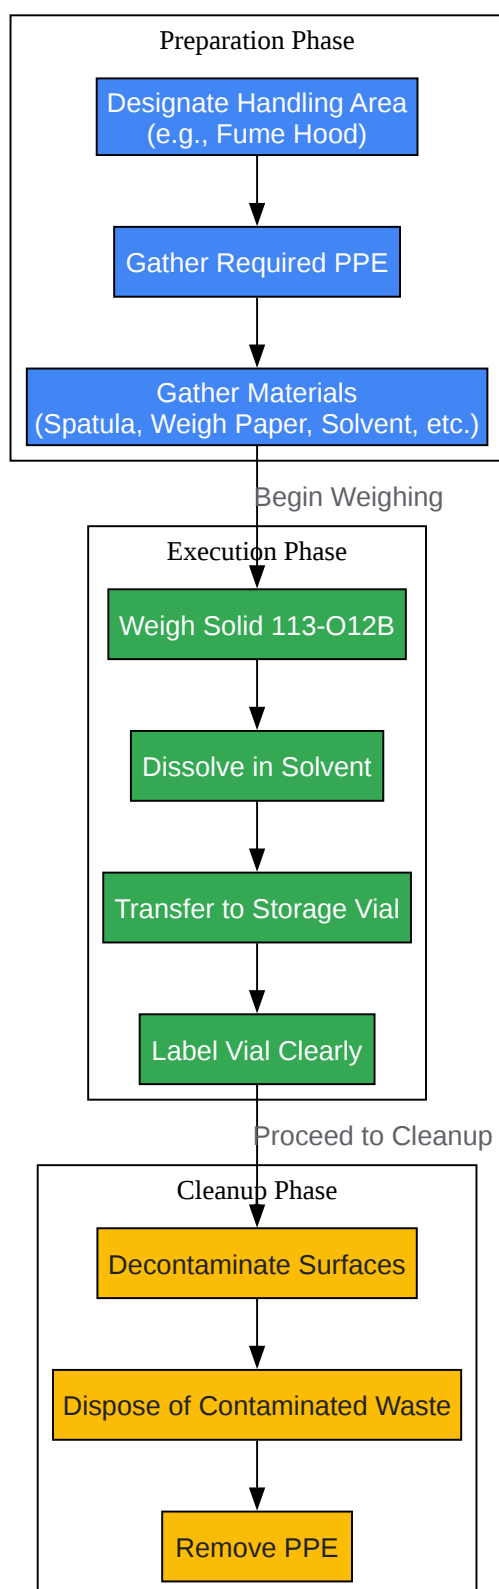 Preparation Phase
Designate Handling Area
(e.g., Fume Hood)
Gather Required PPE
Gather Materials
(Spatula, Weigh Paper, Solvent, etc.)
Begin Weighing
Execution Phase
Weigh Solid 113-O12B
Dissolve in Solvent
Transfer to Storage Vial
Label Vial Clearly
Proceed to Cleanup
Cleanup Phase
Decontaminate Surfaces
Dispose of Contaminated Waste
Remove PPE